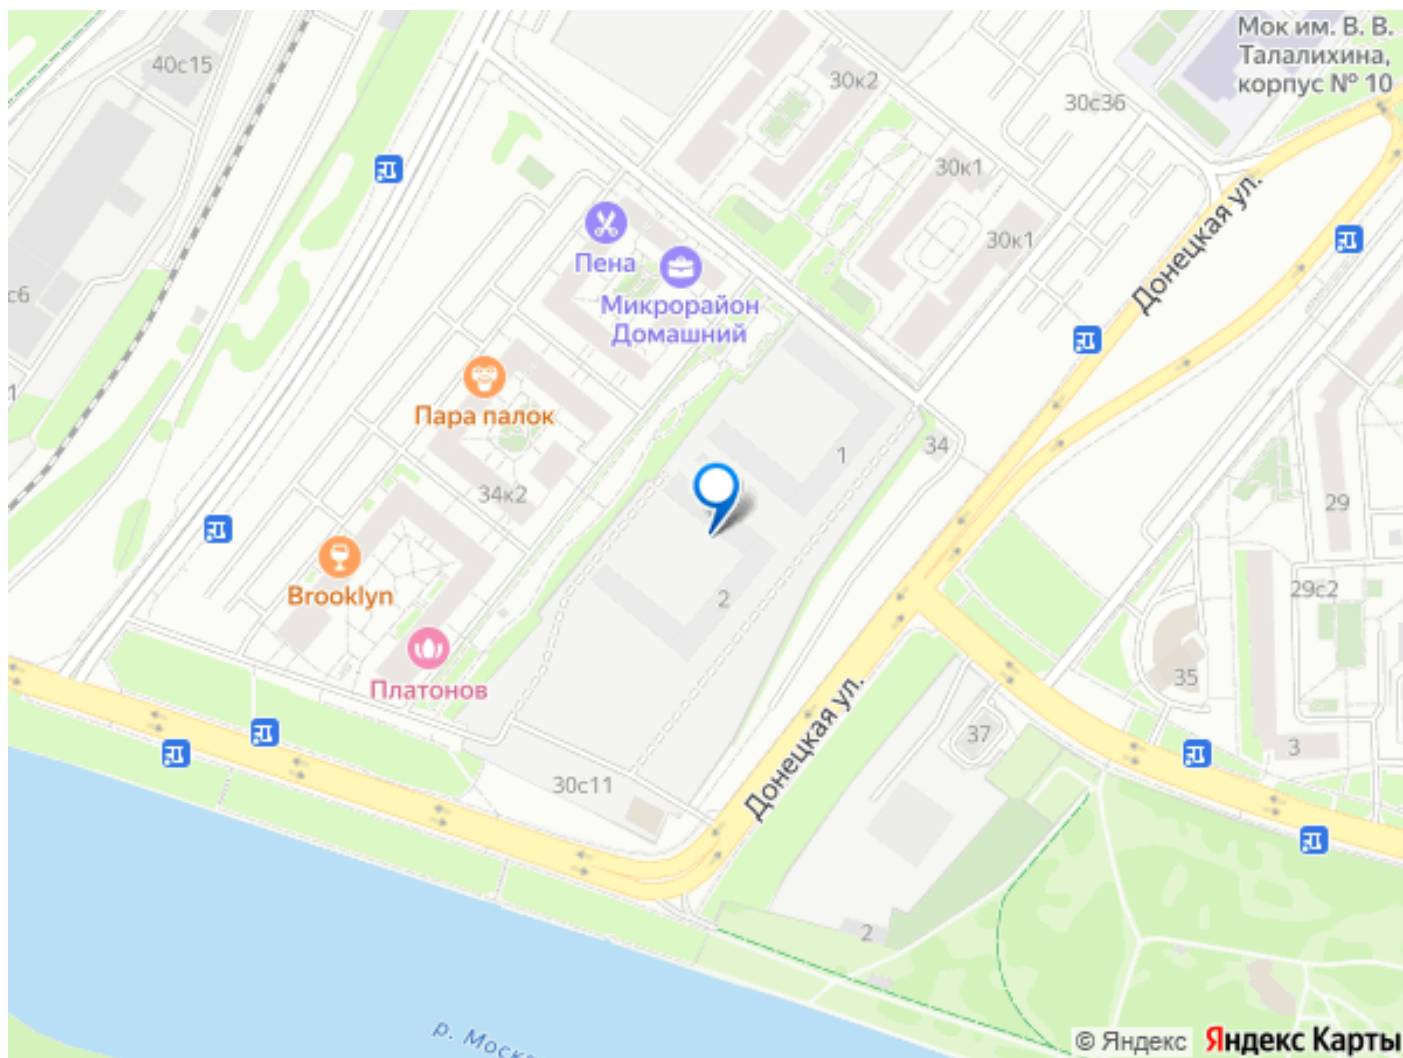 Мок им. В. В.
Талалихина,
корпус № 10
40с15
30к2
30с36
30к1
Донецкая ул.
30к1
Пена
Микрорайон
Домашний
с6
1
Пара палок
1
34
34к2
29
Brooklyn
2
29с2
Платонов
35
Донецкая ул.
37
3
30с11
2
© Яндекс
Яндекс Карты